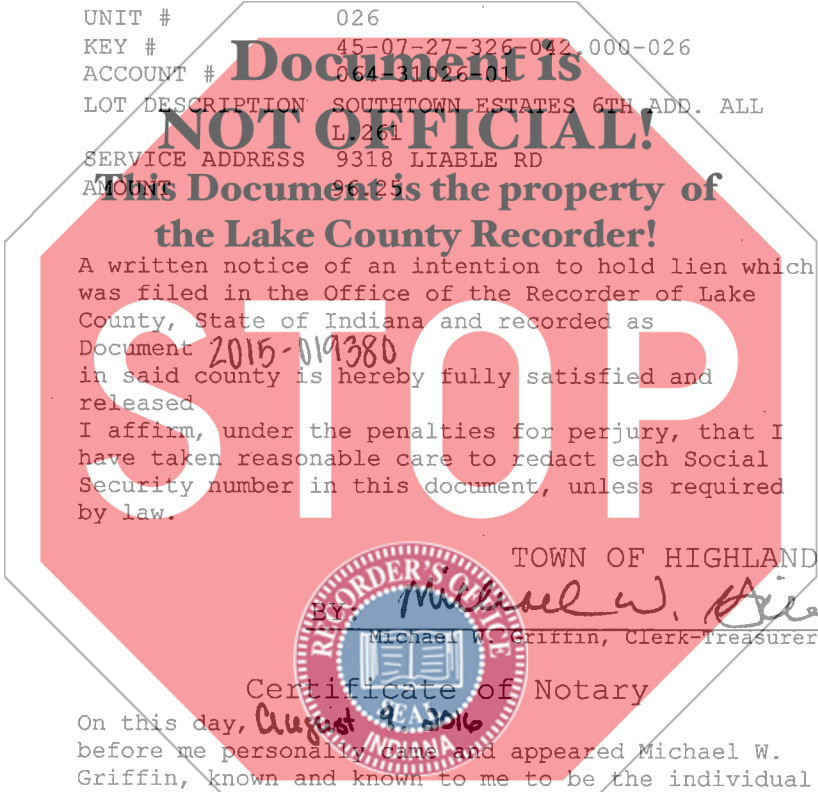 UNIT # 026
KEY # 45-07-27-326-042.000-026
Document is
ACCOUNT # 064-31026-01
LOT DESCRIPTION SOUTHTOWN ESTATES 6TH ADD. ALL
NOT OFFICIAL!
L.261
SERVICE ADDRESS 9318 LIABLE RD
AMOUNT 96.25
This Document is the property of
the Lake County Recorder!
A written notice of an intention to hold lien which
was filed in the Office of the Recorder of Lake
County, State of Indiana and recorded as
Document 2015-019380
in said county is hereby fully satisfied and
released
I affirm, under the penalties for perjury, that I
have taken reasonable care to redact each Social
Security number in this document, unless required
by law.
STOP
TOWN OF HIGHLAND
RECORDER'S OFFICE
BY: Michael W.
Michael W. Griffin, Clerk-Treasurer
SEAL
INDIANA
Certificate of Notary
On this day, August 9. 2016
before me personally came and appeared Michael W.
Griffin, known and known to me to be the individual